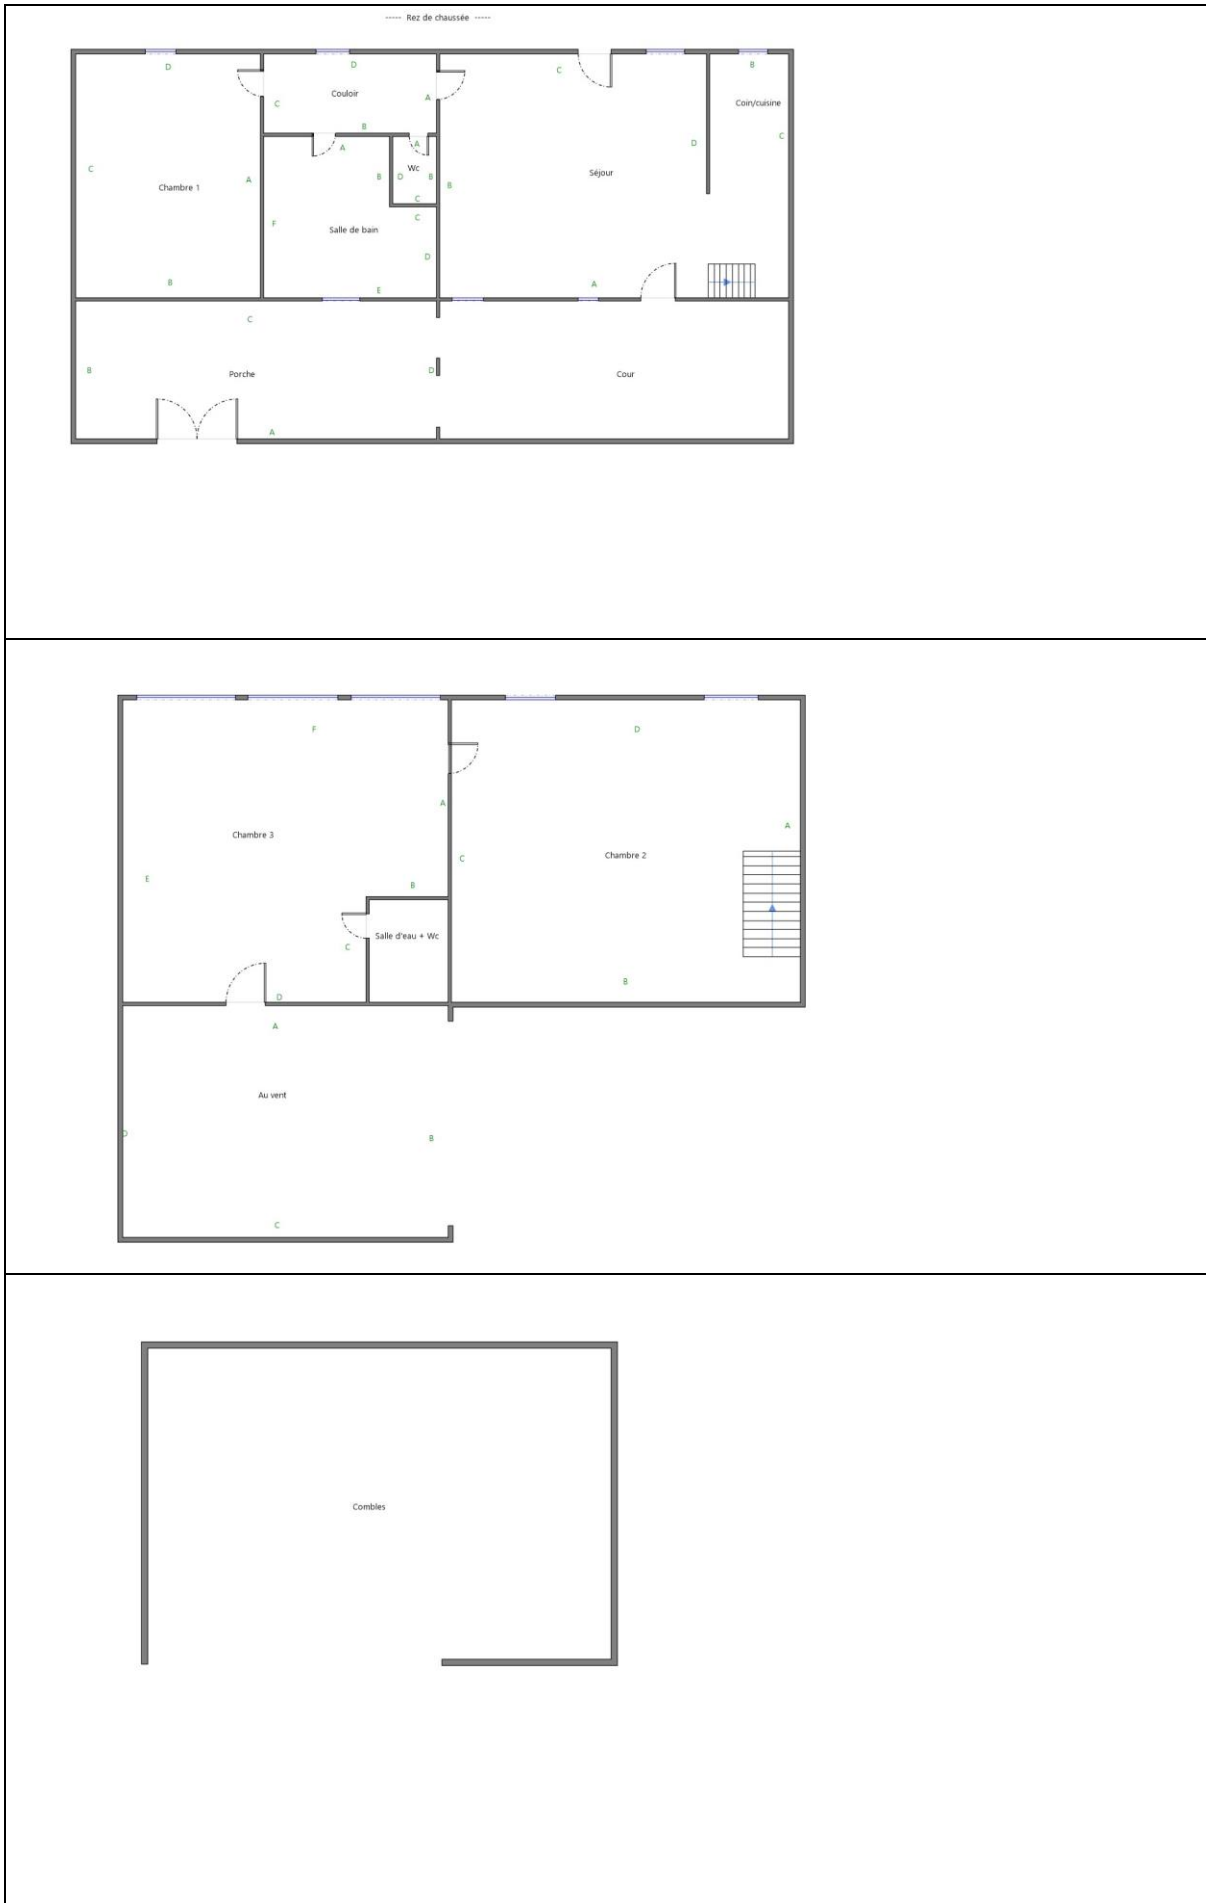 ----- Rez de chaussée -----
D
D
C
B
Couloir
C
A
Coin/cuisine
B
C
A
A
D
C
Wc
B
D
B
Séjour
A
B
Chambre 1
C
C
F
Salle de bain
D
B
E
A
C
B
Porche
D
Cour
A
F
D
A
A
Chambre 3
Chambre 2
C
E
B
Salle d'eau + Wc
C
B
D
A
Au vent
D
B
C
Combles